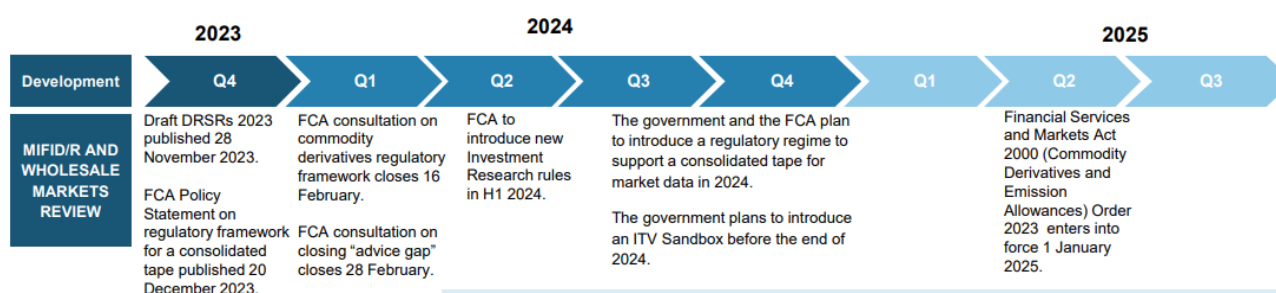 2023
2024
2025
Development
Q4
Q1
Q2
Q3
Q4
Q1
Q2
Q3
MIFID/R AND
WHOLESALE
MARKETS
REVIEW
Draft DRSRs 2023
published 28
November 2023.
FCA Policy
Statement on
regulatory framework
for a consolidated
tape published 20
December 2023.
FCA consultation on
commodity
derivatives regulatory
framework closes 16
February.
FCA consultation on
closing “advice gap”
closes 28 February.
FCA to
introduce new
Investment
Research rules
in H1 2024.
The government and the FCA plan
to introduce a regulatory regime to
support a consolidated tape for
market data in 2024.
The government plans to introduce
an ITV Sandbox before the end of
2024.
Financial Services
and Markets Act
2000 (Commodity
Derivatives and
Emission
Allowances) Order
2023 enters into
force 1 January
2025.